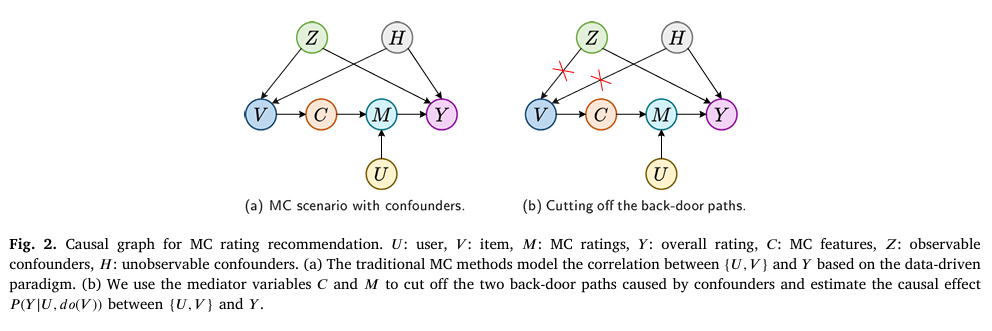 Z H
V C M Y
U
(a) MC scenario with confounders.
Z H
V C M Y
U
(b) Cutting off the back-door paths.
Fig. 2. Causal graph for MC rating recommendation. U: user, V: item, M: MC ratings, Y: overall rating, C: MC features, Z: observable
confounders, H: unobservable confounders. (a) The traditional MC methods model the correlation between {U, V} and Y based on the data-driven
paradigm. (b) We use the mediator variables C and M to cut off the two back-door paths caused by confounders and estimate the causal effect
P(Y|U, do(V)) between {U, V} and Y.